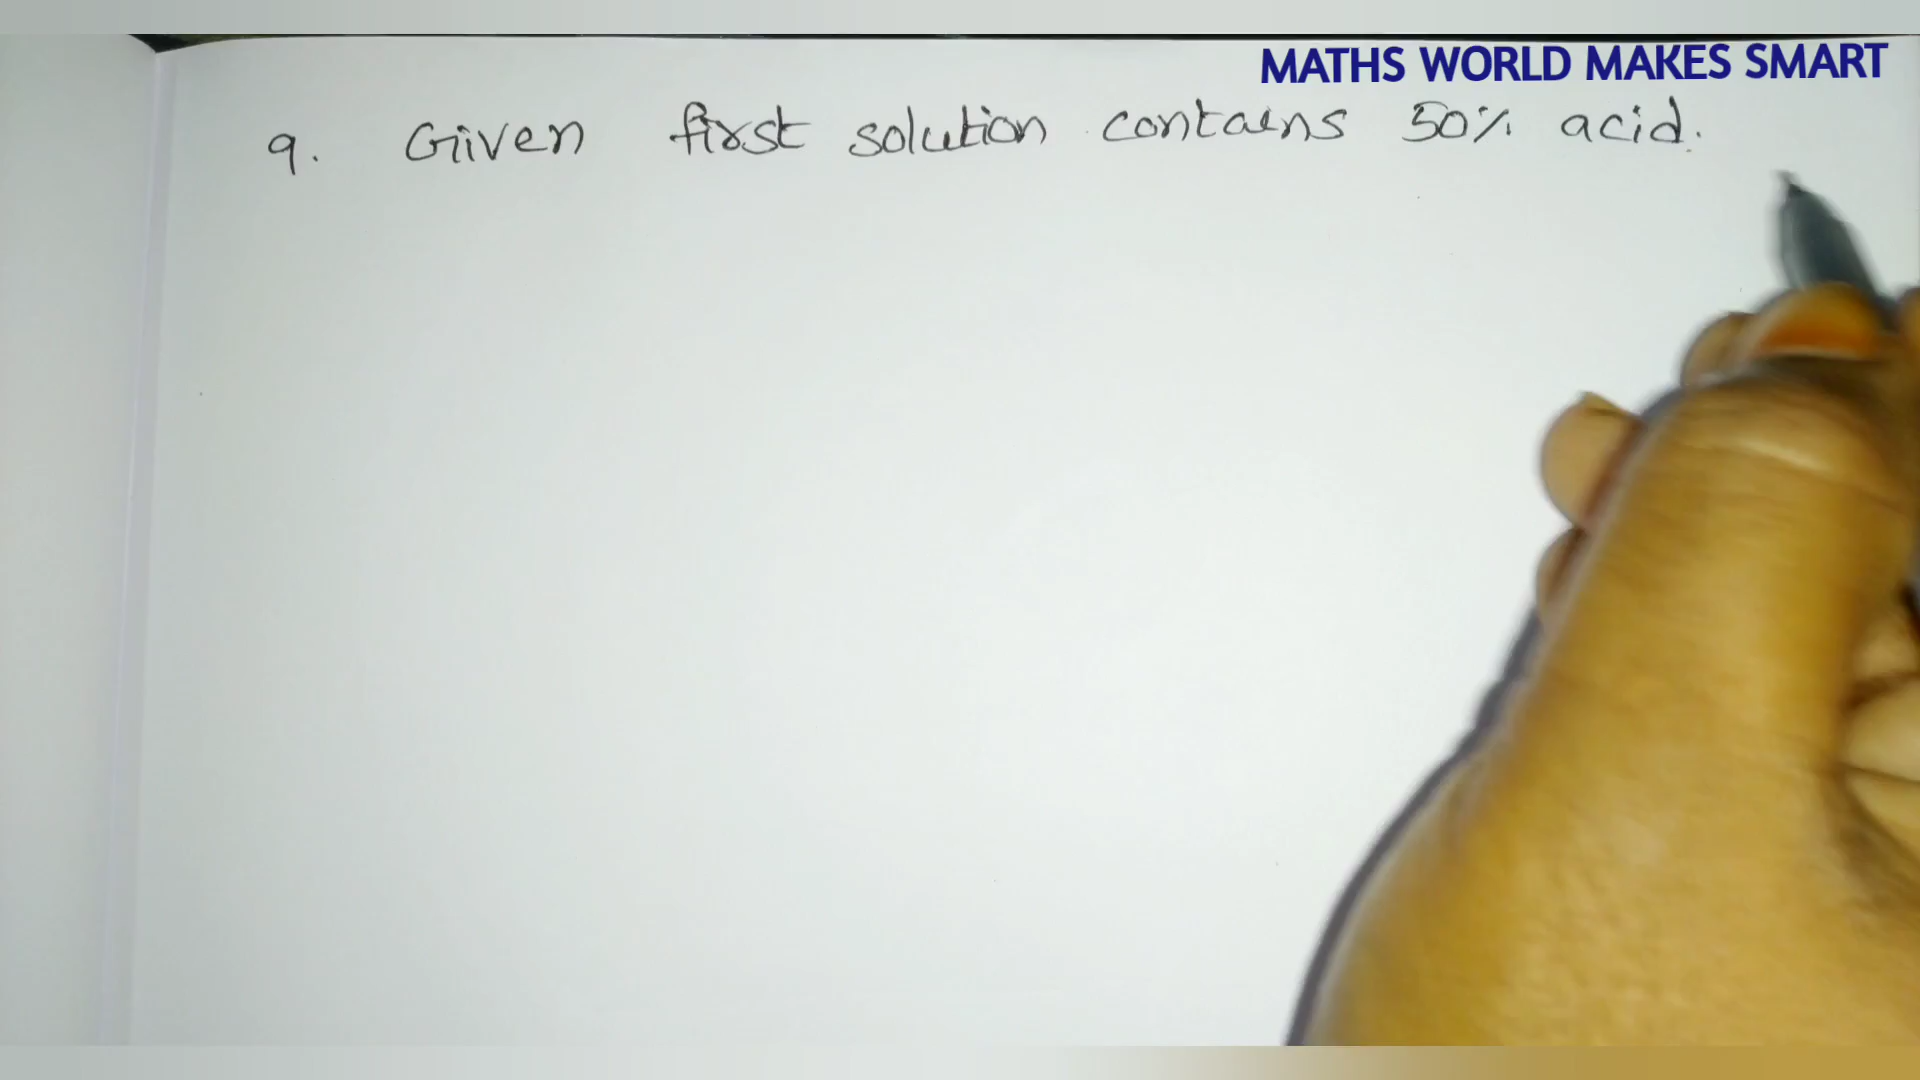 MATHS WORLD MAKES SMART
9. Given first solution contains 50% acid.